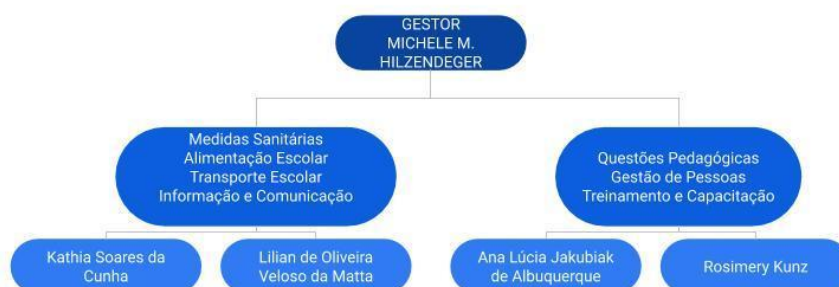 GESTOR
MICHELE M.
HILZENDEGER
Medidas Sanitárias
Alimentação Escolar
Transporte Escolar
Informação e Comunicação
Questões Pedagógicas
Gestão de Pessoas
Treinamento e Capacitação
Kathia Soares da
Cunha
Lilian de Oliveira
Veloso da Matta
Ana Lúcia Jakubiak
de Albuquerque
Rosimery Kunz